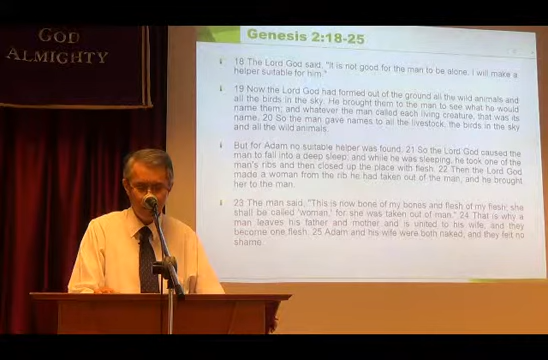 GOD
ALMIGHTY
Genesis 2:18-25
18 The Lord God said, "It is not good for the man to be alone. I will make a
helper suitable for him."
19 Now the Lord God had formed out of the ground all the wild animals and
all the birds in the sky. He brought them to the man to see what he would
name them; and whatever the man called each living creature, that was its
name. 20 So the man gave names to all the livestock, the birds in the sky
and all the wild animals.
But for Adam no suitable helper was found. 21 So the Lord God caused the
man to fall into a deep sleep; and while he was sleeping, he took one of the
man's ribs and then closed up the place with flesh. 22 Then the Lord God
made a woman from the rib he had taken out of the man, and he brought
her to the man.
23 The man said, "This is now bone of my bones and flesh of my flesh; she
shall be called 'woman,' for she was taken out of man." 24 That is why a
man leaves his father and mother and is united to his wife, and they
become one flesh. 25 Adam and his wife were both naked, and they felt no
shame.